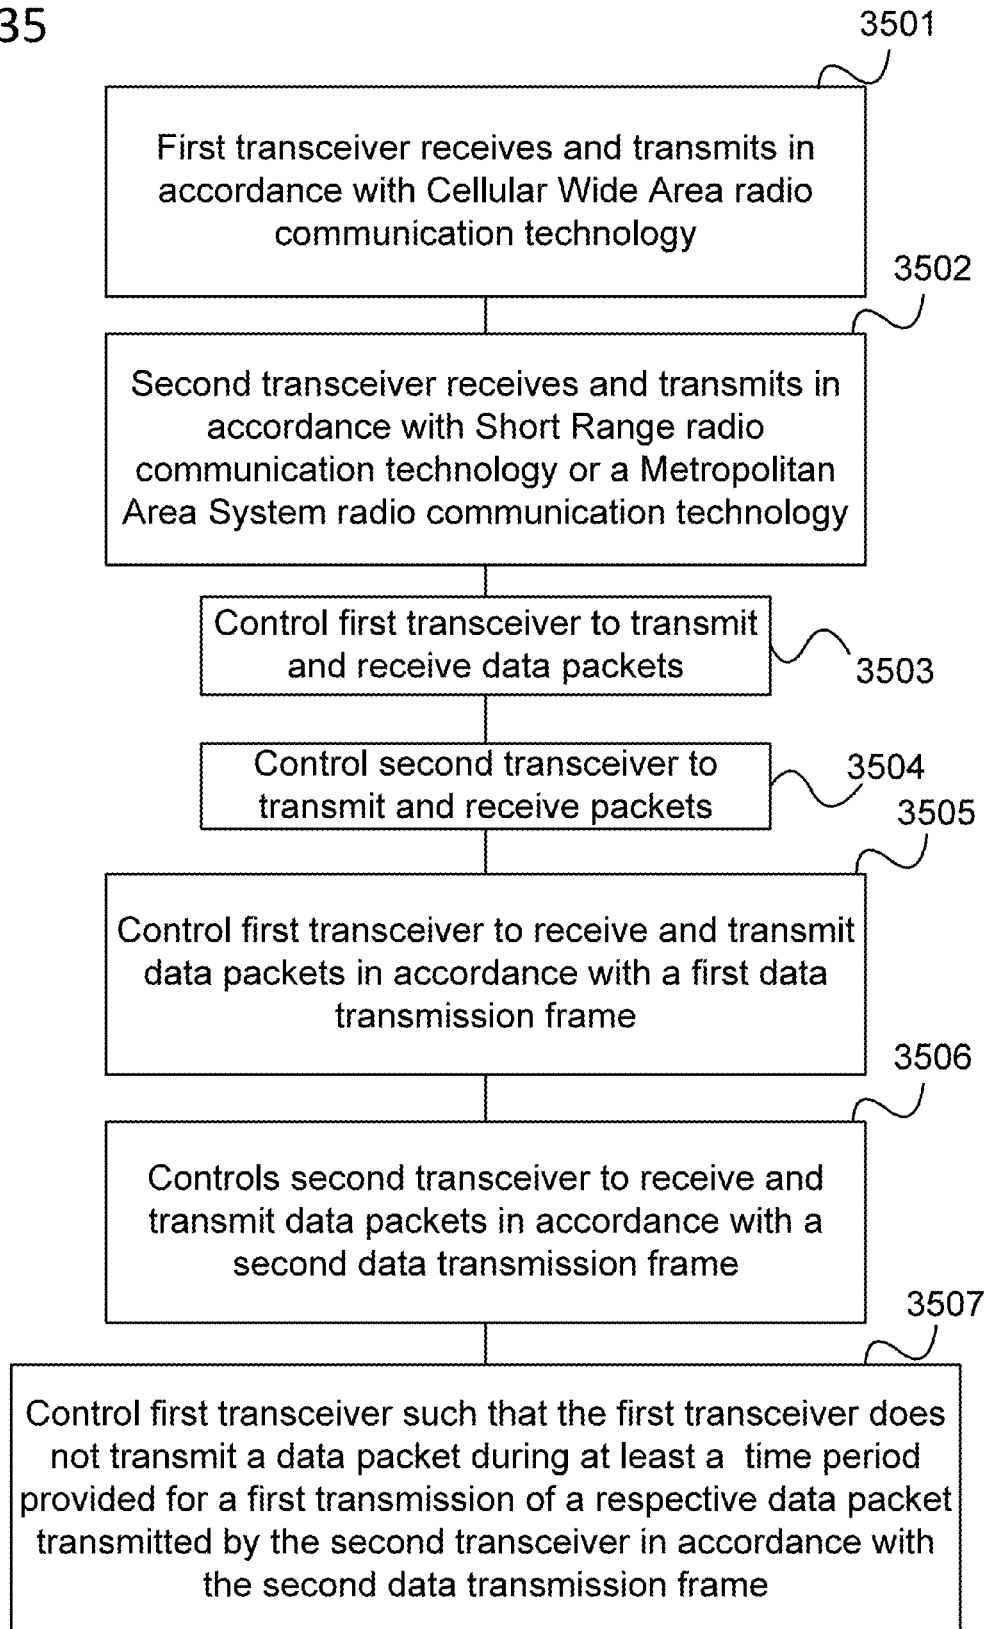 35
3501
First transceiver receives and transmits in
accordance with Cellular Wide Area radio
communication technology
3502
Second transceiver receives and transmits in
accordance with Short Range radio
communication technology or a Metropolitan
Area System radio communication technology
Control first transceiver to transmit
and receive data packets
3503
Control second transceiver to
transmit and receive packets
3504
3505
Control first transceiver to receive and transmit
data packets in accordance with a first data
transmission frame
3506
Controls second transceiver to receive and
transmit data packets in accordance with a
second data transmission frame
3507
Control first transceiver such that the first transceiver does
not transmit a data packet during at least a time period
provided for a first transmission of a respective data packet
transmitted by the second transceiver in accordance with
the second data transmission frame